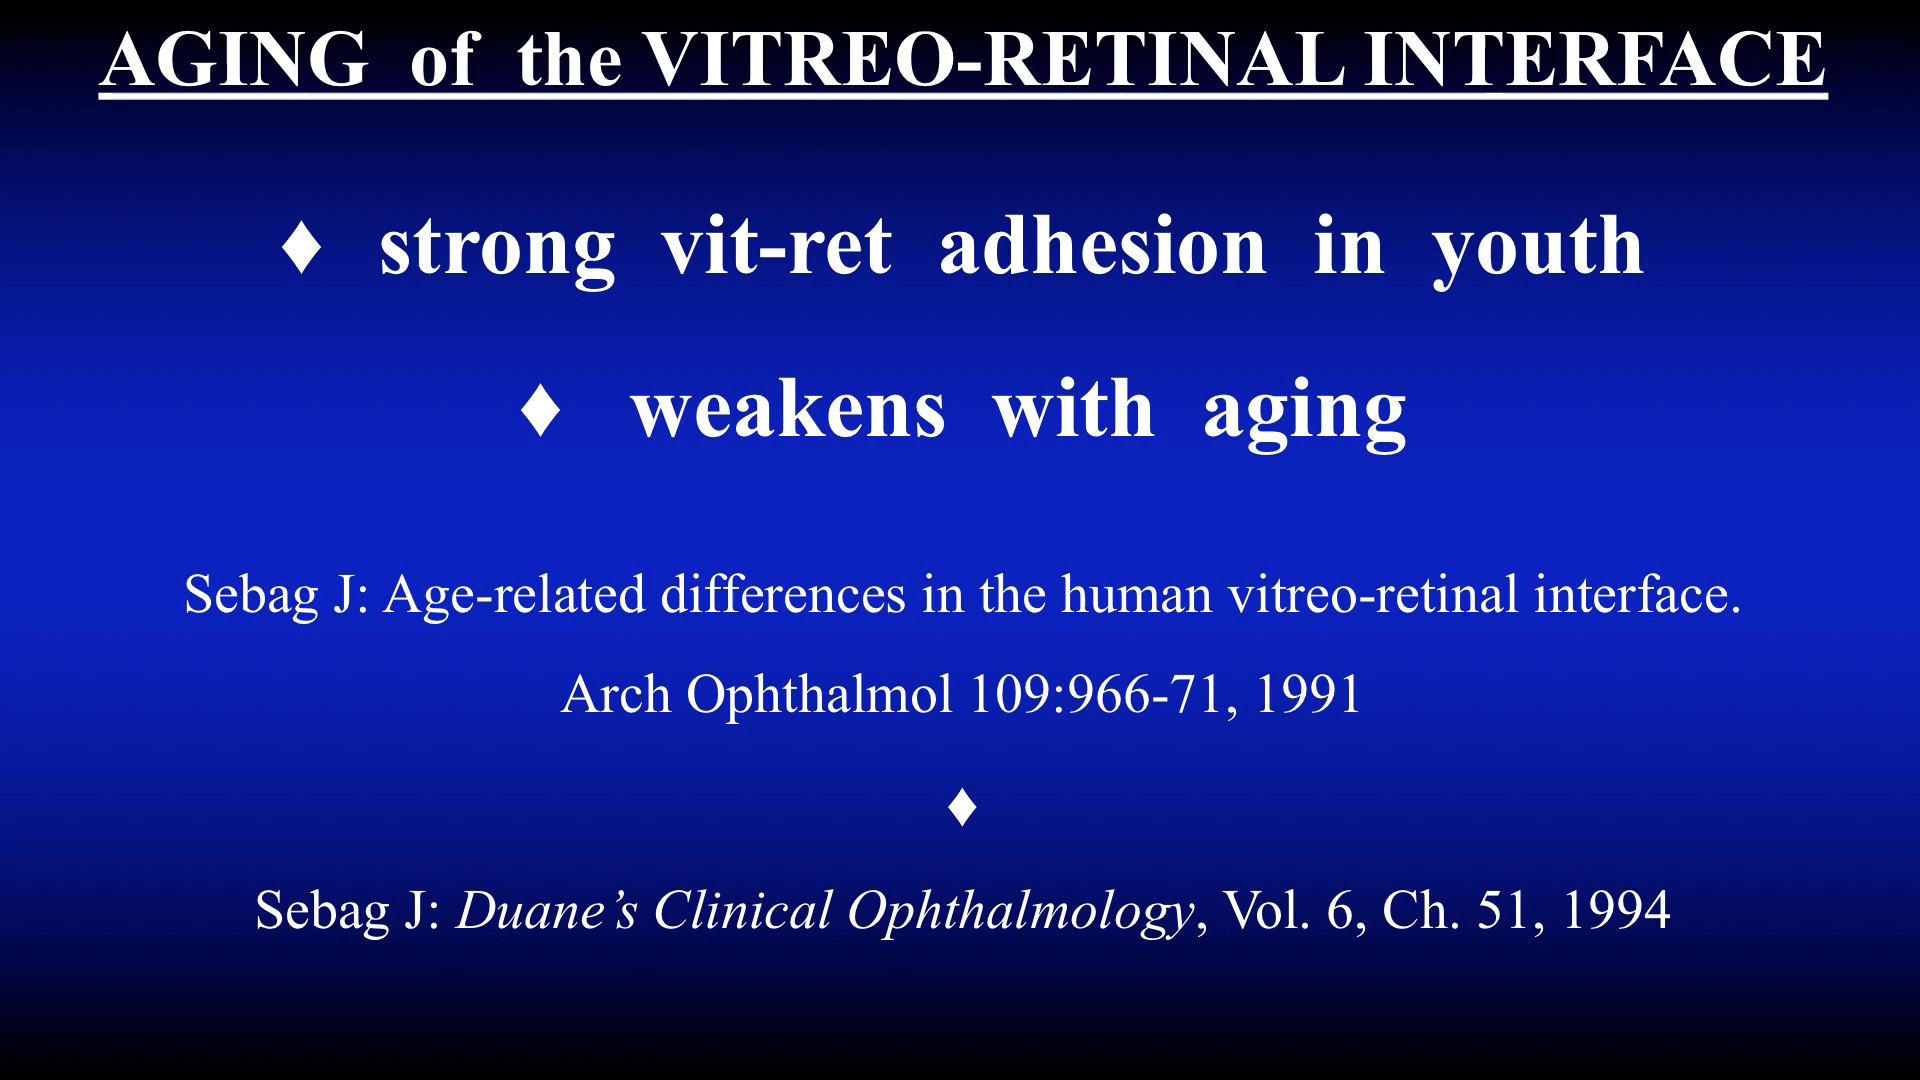 AGING of the VITREO-RETINAL INTERFACE
♦ strong vit-ret adhesion in youth
♦ weakens with aging
Sebag J: Age-related differences in the human vitreo-retinal interface.
Arch Ophthalmol 109:966-71, 1991
♦
Sebag J: Duane’s Clinical Ophthalmology, Vol. 6, Ch. 51, 1994